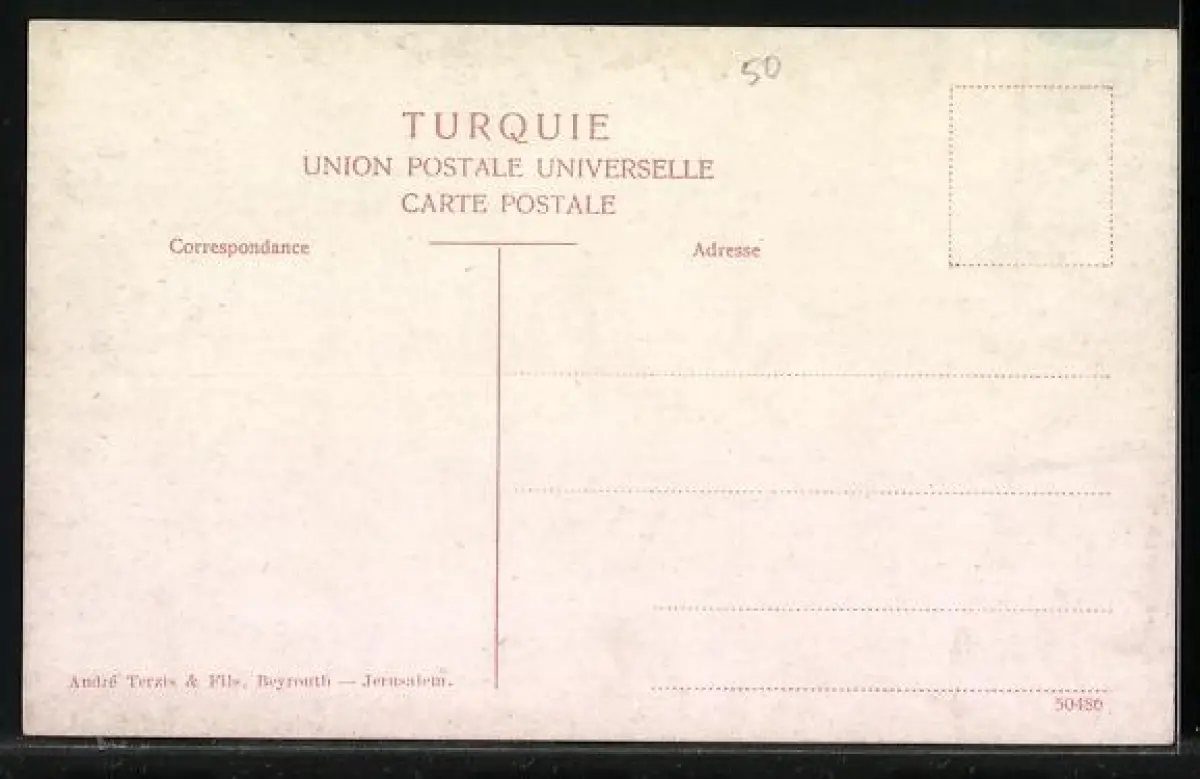 50
TURQUIE
UNION POSTALE UNIVERSELLE
CARTE POSTALE
Correspondance
Adresse
André Terzis & Fils, Beyrouth — Jerusalem.
50486